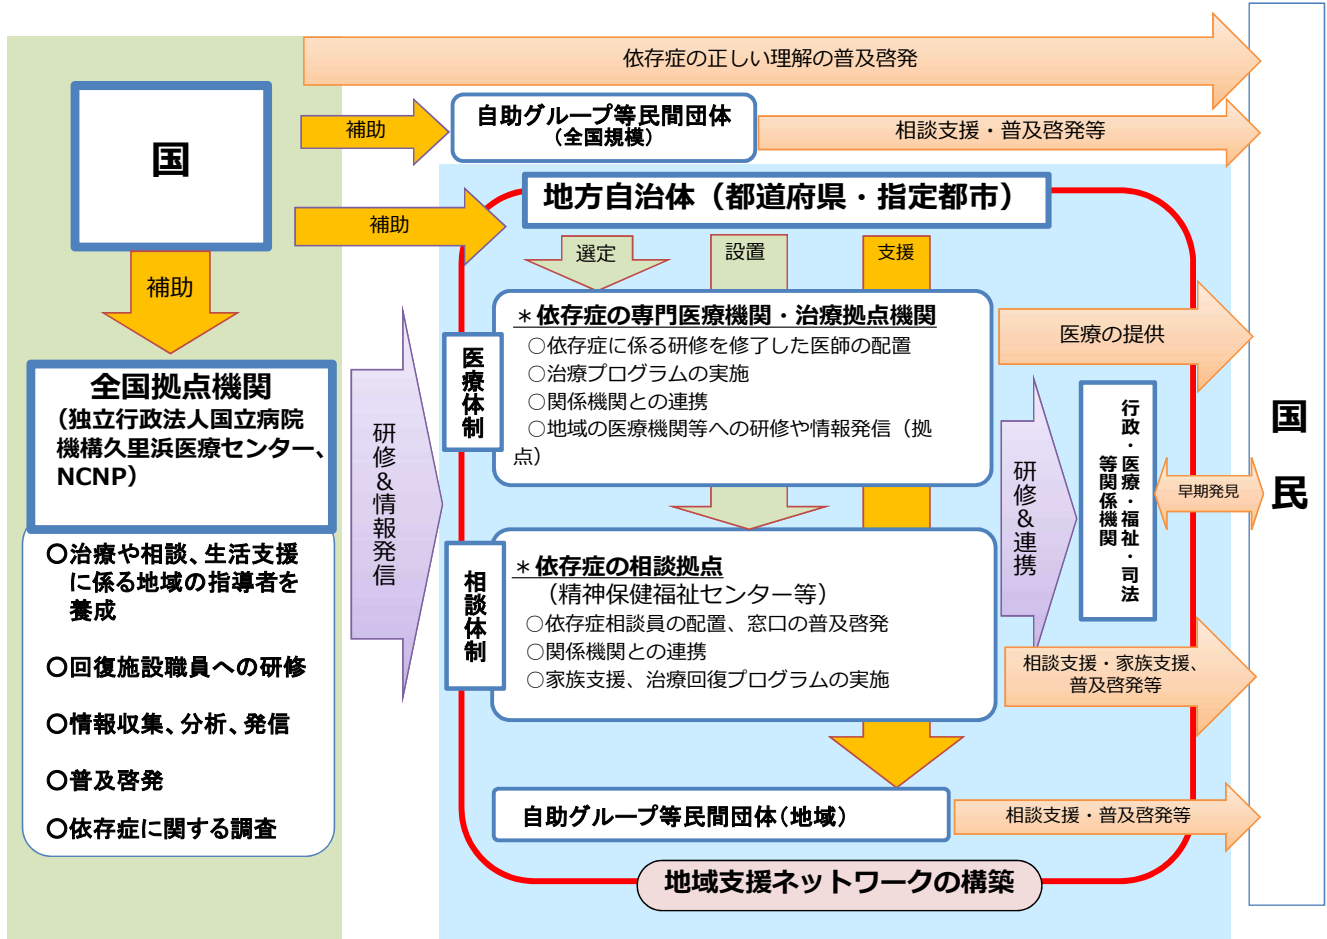 依存症の正しい理解の普及啓発
国
補助
自助グループ等民間団体
（全国規模）
相談支援・普及啓発等
補助
地方自治体（都道府県・指定都市）
選定
設置
支援
補助
全国拠点機関
（独立行政法人国立病院
機構久里浜医療センター、
NCNP）
○治療や相談、生活支援
に係る地域の指導者を
養成
○回復施設職員への研修
○情報収集、分析、発信
○普及啓発
○依存症に関する調査
研修&情報発信
医療体制
＊依存症の専門医療機関・治療拠点機関
○依存症に係る研修を修了した医師の配置
○治療プログラムの実施
○関係機関との連携
○地域の医療機関等への研修や情報発信（拠
点）
医療の提供
相談体制
＊依存症の相談拠点
（精神保健福祉センター等）
○依存症相談員の配置、窓口の普及啓発
○関係機関との連携
○家族支援、治療回復プログラムの実施
研修&連携
行政・医療・福祉・司法
等関係機関
早期発見
国民
相談支援・家族支援、
普及啓発等
自助グループ等民間団体（地域）
相談支援・普及啓発等
地域支援ネットワークの構築